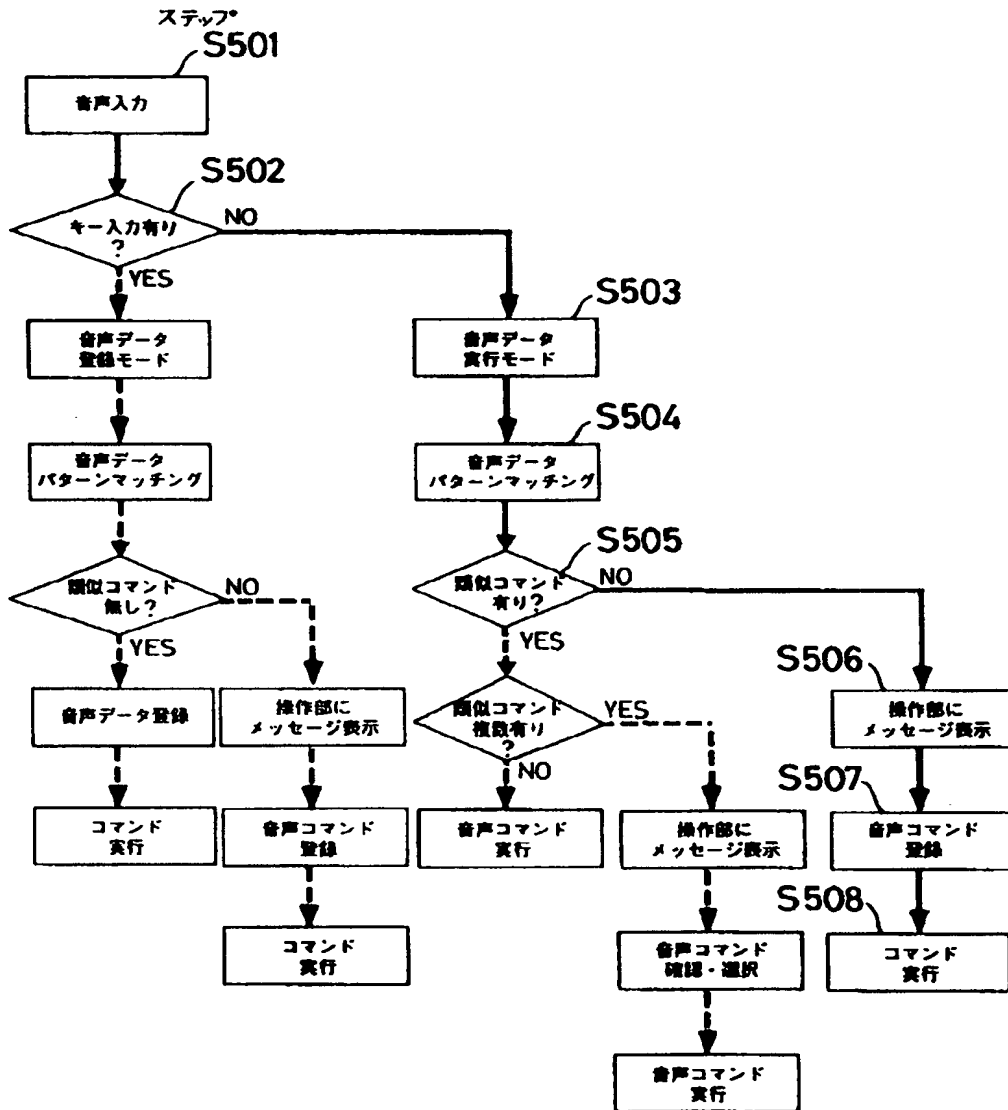 ステップ
S501
音声入力
S502
キー入力有り
?
NO
YES
S503
音声データ
登録モード
音声データ
実行モード
S504
音声データ
パターンマッチング
音声データ
パターンマッチング
S505
類似コマンド
無し?
NO
YES
類似コマンド
有り?
NO
YES
S506
音声データ登録
操作部に
メッセージ表示
類似コマンド
複数有り
?
YES
NO
操作部に
メッセージ表示
S507
コマンド
実行
音声コマンド
登録
音声コマンド
実行
操作部に
メッセージ表示
音声コマンド
登録
S508
コマンド
実行
音声コマンド
確認・選択
コマンド
実行
音声コマンド
実行